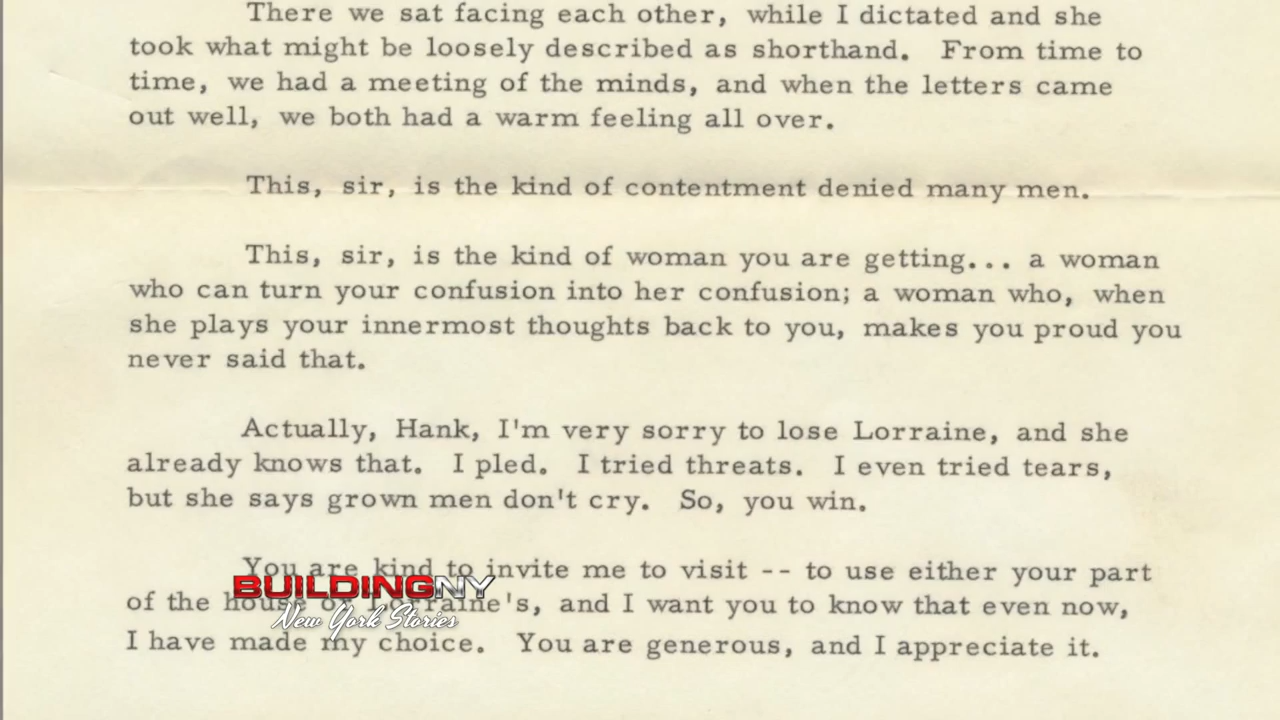 There we sat facing each other, while I dictated and she
took what might be loosely described as shorthand. From time to
time, we had a meeting of the minds, and when the letters came
out well, we both had a warm feeling all over.
This, sir, is the kind of contentment denied many men.
This, sir, is the kind of woman you are getting... a woman
who can turn your confusion into her confusion; a woman who, when
she plays your innermost thoughts back to you, makes you proud you
never said that.
Actually, Hank, I'm very sorry to lose Lorraine, and she
already knows that. I pled. I tried threats. I even tried tears,
but she says grown men don't cry. So, you win.
You are kind to invite me to visit -- to use either your part
of the house or Lorraine's, and I want you to know that even now,
I have made my choice. You are generous, and I appreciate it.
BUILDINGNY
New York Stories